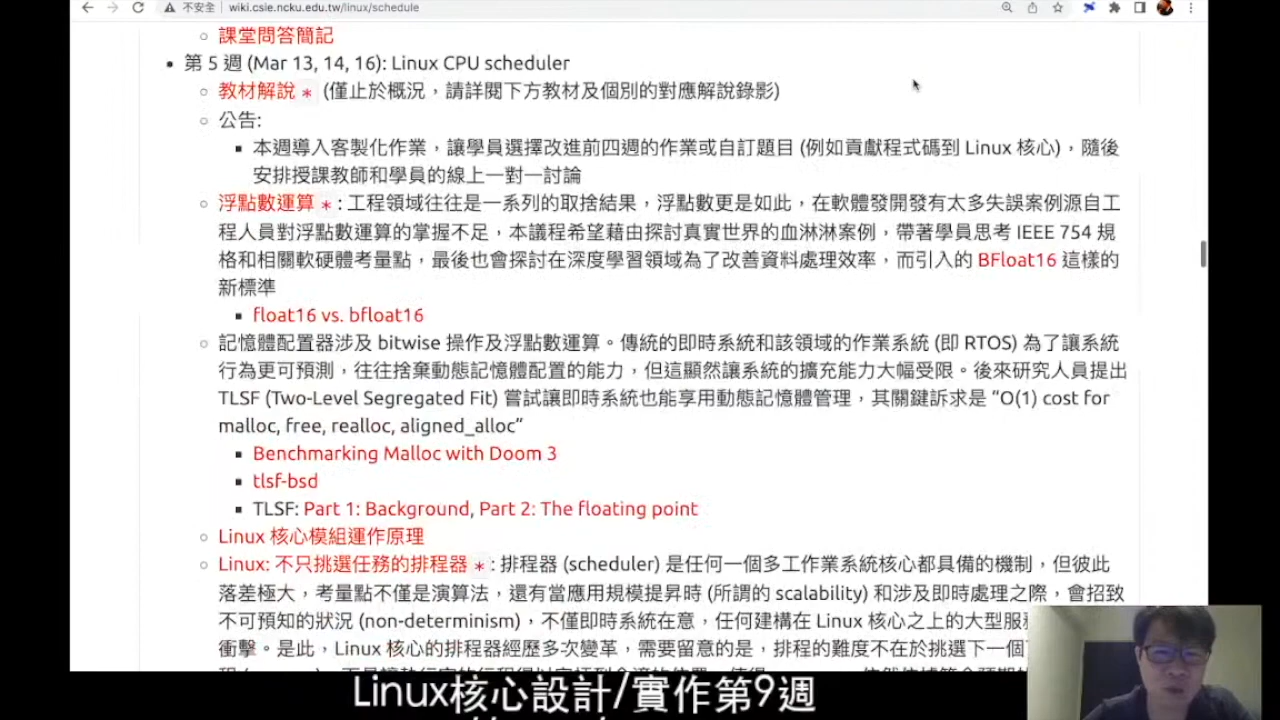 不安全 wiki.csie.ncku.edu.tw/linux/schedule
課堂問答簡記
第 5 週 (Mar 13, 14, 16): Linux CPU scheduler
教材解說 * (僅止於概況，請詳閱下方教材及個別的對應解說錄影)
公告:
本週導入客製化作業，讓學員選擇改進前四週的作業或自訂題目 (例如貢獻程式碼到 Linux 核心)，隨後
安排授課教師和學員的線上一對一討論
浮點數運算 * : 工程領域往往是一系列的取捨結果，浮點數更是如此，在軟體發開發有太多失誤案例源自工
程人員對浮點數運算的掌握不足，本議程希望藉由探討真實世界的血淋淋案例，帶著學員思考 IEEE 754 規
格和相關軟硬體考量點，最後也會探討在深度學習領域為了改善資料處理效率，而引入的 BFloat16 這樣的
新標準
float16 vs. bfloat16
記憶體配置器涉及 bitwise 操作及浮點數運算。傳統的即時系統和該領域的作業系統 (即 RTOS) 為了讓系統
行為更可預測，往往捨棄動態記憶體配置的能力，但這顯然讓系統的擴充能力大幅受限。後來研究人員提出
TLSF (Two-Level Segregated Fit) 嘗試讓即時系統也能享用動態記憶體管理，其關鍵訴求是 "O(1) cost for
malloc, free, realloc, aligned_alloc"
Benchmarking Malloc with Doom 3
tlsf-bsd
TLSF: Part 1: Background, Part 2: The floating point
Linux 核心模組運作原理
Linux: 不只挑選任務的排程器 * : 排程器 (scheduler) 是任何一個多工作業系統核心都具備的機制，但彼此
落差極大，考量點不僅是演算法，還有當應用規模提昇時 (所謂的 scalability) 和涉及即時處理之際，會招致
不可預知的狀況 (non-determinism)，不僅即時系統在意，任何建構在 Linux 核心之上的大型服
衝擊。是此，Linux 核心的排程器經歷多次變革，需要留意的是，排程的難度不在於挑選下一個
Linux核心設計/實作第9週